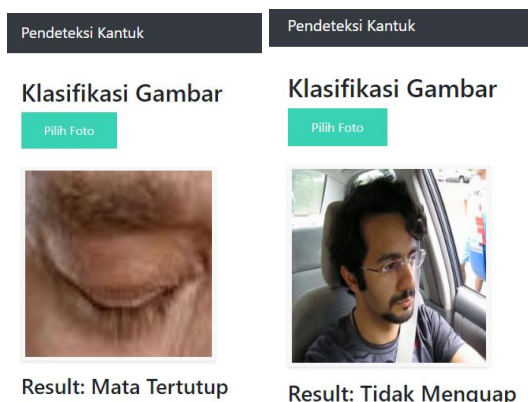 Pendeteksi Kantuk
Klasifikasi Gambar
Pilih Foto
Result: Mata Tertutup
Pendeteksi Kantuk
Klasifikasi Gambar
Pilih Foto
Result: Tidak Menguap